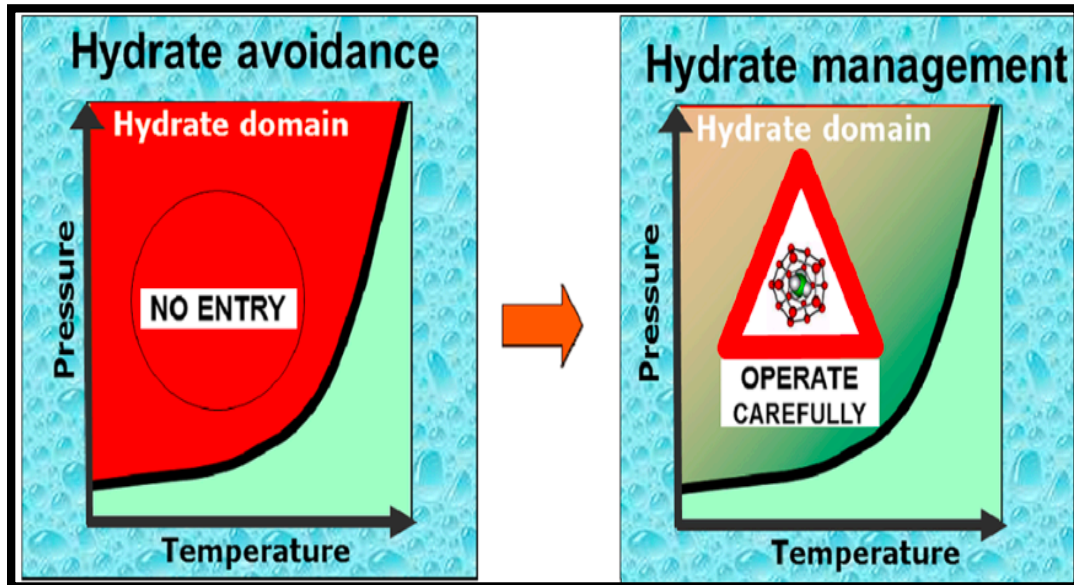 Hydrate avoidance
Hydrate domain
NO ENTRY
Pressure
Temperature
Hydrate management
Hydrate domain
OPERATE
CAREFULLY
Pressure
Temperature